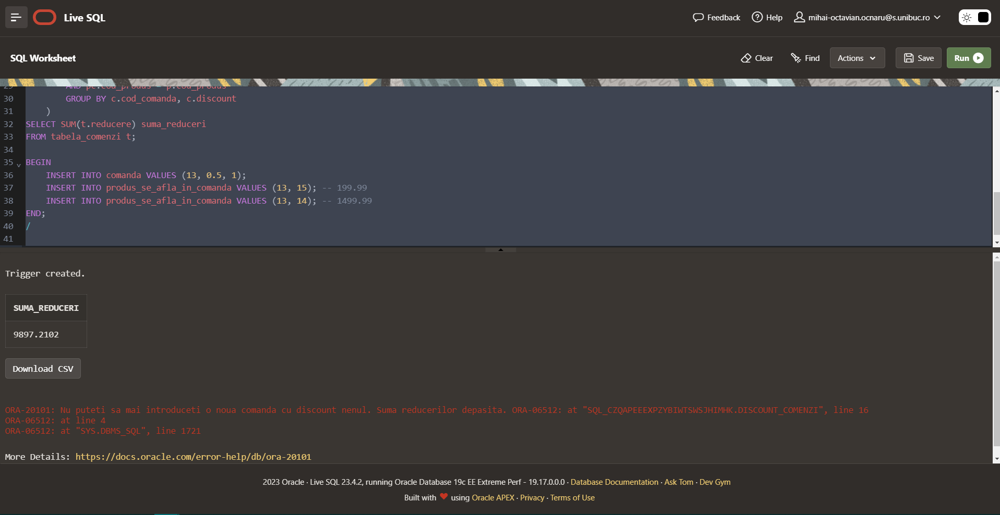 Live SQL
Feedback
Help
mihai-octavian.ocnaru@s.unibuc.ro
SQL Worksheet
Clear
Find
Actions
Save
Run
29 AND pc.cod_produs = p.cod_produs
30 GROUP BY c.cod_comanda, c.discount
31 )
32 SELECT SUM(t.reducere) suma_reduceri
33 FROM tabela_comenzi t;
34
35 BEGIN
36 INSERT INTO comanda VALUES (13, 0.5, 1);
37 INSERT INTO produs_se_afla_in_comanda VALUES (13, 15); -- 199.99
38 INSERT INTO produs_se_afla_in_comanda VALUES (13, 14); -- 1499.99
39 END;
40 /
41
Trigger created.
SUMA_REDUCERI
9897.2102
Download CSV
ORA-20101: Nu puteti sa mai introduceti o noua comanda cu discount nenul. Suma reducerilor depasita. ORA-06512: at "SQL_CZQAPEEEXPZYBIWTSWSJHIMHK.DISCOUNT_COMENZI", line 16
ORA-06512: at line 4
ORA-06512: at "SYS.DBMS_SQL", line 1721
More Details: https://docs.oracle.com/error-help/db/ora-20101
2023 Oracle · Live SQL 23.4.2, running Oracle Database 19c EE Extreme Perf - 19.17.0.0.0 · Database Documentation · Ask Tom · Dev Gym
Built with ❤ using Oracle APEX · Privacy · Terms of Use